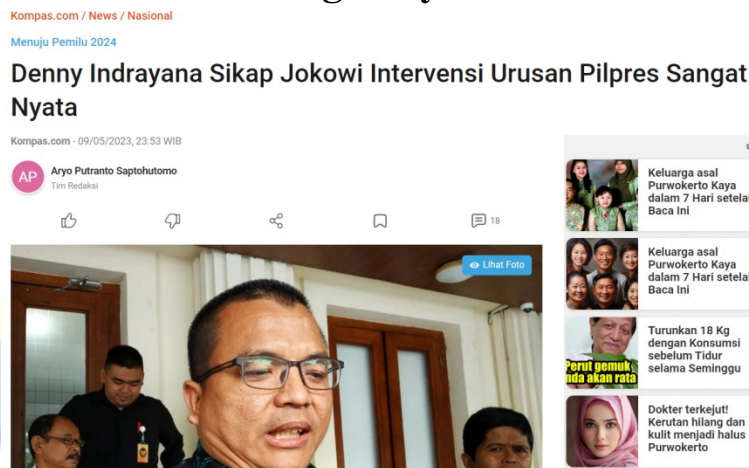 Kompas.com / News / Nasional
Menuju Pemilu 2024
Denny Indrayana Sikap Jokowi Intervensi Urusan Pilpres Sangat
Nyata
Kompas.com - 09/05/2023, 23:53 WIB
AP
Aryo Putranto Saptohutomo
Tim Redaksi
18
Lihat Foto
Keluarga asal
Purwokerto Kaya
dalam 7 Hari setela
Baca Ini
Keluarga asal
Purwokerto Kaya
dalam 7 Hari setela
Baca Ini
Perut gemuk
nda akan rata
Turunkan 18 Kg
dengan Konsumsi
sebelum Tidur
selama Seminggu
Dokter terkejut!
Kerutan hilang dan
kulit menjadi halus
Purwokerto